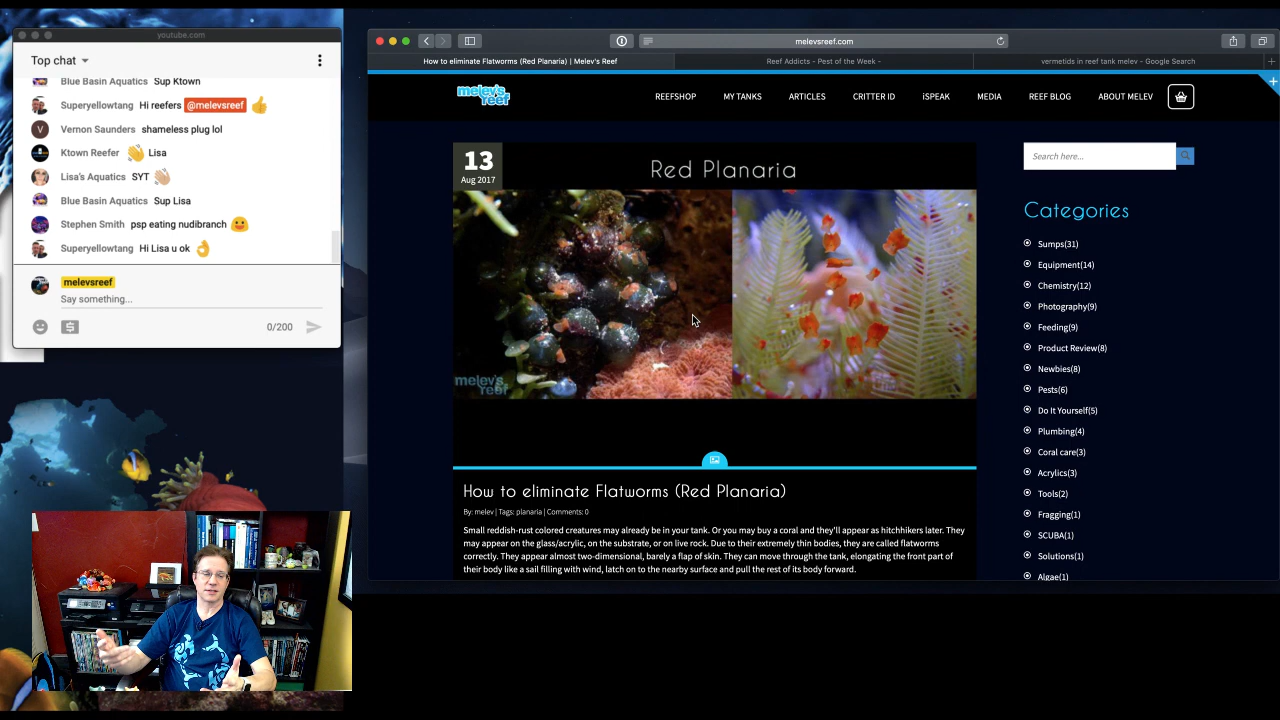 youtube.com
Top chat
Blue Basin Aquatics Sup Ktown
Superyellowtang Hi reefers @melevsreef
V Vernon Saunders shameless plug lol
Ktown Reefer Lisa
Lisa's Aquatics SYT
Blue Basin Aquatics Sup Lisa
Stephen Smith psp eating nudibranch
Superyellowtang Hi Lisa u ok
melevsreef
Say something...
0/200
melevsreef.com
How to eliminate Flatworms (Red Planaria) | Melev's Reef
Reef Addicts - Pest of the Week -
vermetids in reef tank melev - Google Search
melev's reef
REEFSHOP MY TANKS ARTICLES CRITTER ID iSPEAK MEDIA REEF BLOG ABOUT MELEV
13
Aug 2017
Red Planaria
melev's reef
How to eliminate Flatworms (Red Planaria)
By: melev | Tags: planaria | Comments: 0
Small reddish-rust colored creatures may already be in your tank. Or you may buy a coral and they'll appear as hitchhikers later. They
may appear on the glass/acrylic, on the substrate, or on live rock. Due to their extremely thin bodies, they are called flatworms
correctly. They appear almost two-dimensional, barely a flap of skin. They can move through the tank, elongating the front part of
their body like a sail filling with wind, latch on to the nearby surface and pull the rest of its body forward.
Search here...
Categories
Sumps(31)
Equipment(14)
Chemistry(12)
Photography(9)
Feeding(9)
Product Review(8)
Newbies(8)
Pests(6)
Do It Yourself(5)
Plumbing(4)
Coral care(3)
Acrylics(3)
Tools(2)
Fragging(1)
SCUBA(1)
Solutions(1)
Algae(1)